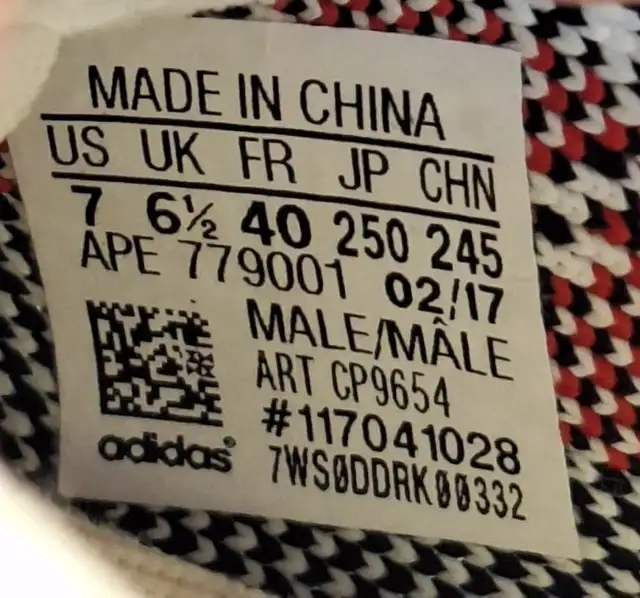 MADE IN CHINA
US UK FR JP CHN
7 6½ 40 250 245
APE 779001 02/17
MALE/MÂLE
ART CP9654
#117041028
adidas®
7WS0DDRK00332